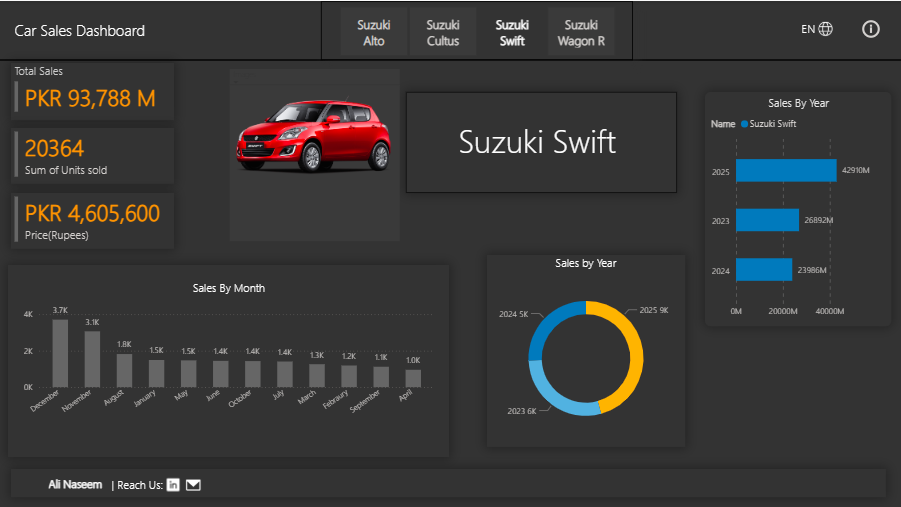 Car Sales Dashboard
Suzuki
Alto
Suzuki
Cultus
Suzuki
Swift
Suzuki
Wagon R
EN
Total Sales
PKR 93,788 M
20364
Sum of Units sold
PKR 4,605,600
Price(Rupees)
SWIFT
Suzuki Swift
Sales By Year
Name Suzuki Swift
2025 42910M
2023 26892M
2024 23986M
0M 20000M 40000M
Sales By Month
4K
2K
0K
3.7K
3.1K
1.8K
1.5K
1.5K
1.4K
1.4K
1.4K
1.3K
1.2K
1.1K
1.0K
December
November
August
January
May
June
October
July
March
Febraury
September
April
Sales by Year
2024 5K
2025 9K
2023 6K
Ali Naseem | Reach Us: in